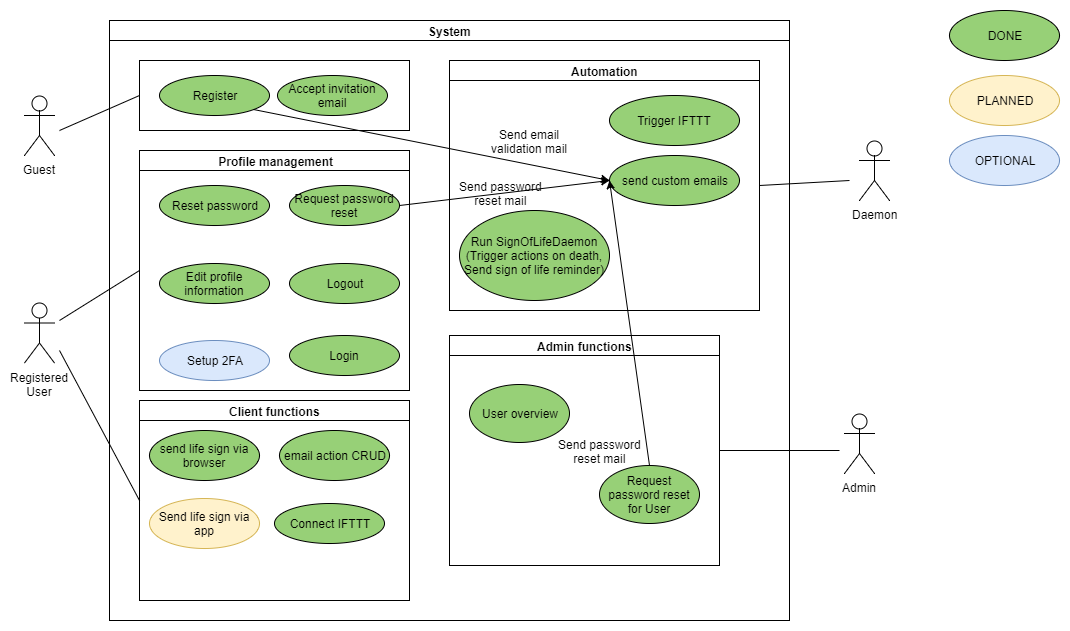 System
DONE
PLANNED
OPTIONAL
Guest
Register
Accept invitation
email
Profile management
Reset password
Request password
reset
Edit profile
information
Logout
Setup 2FA
Login
Registered
User
Client functions
send life sign via
browser
email action CRUD
Send life sign via
app
Connect IFTTT
Automation
Trigger IFTTT
Send email
validation mail
send custom emails
Send password
reset mail
Run SignOfLifeDaemon
(Trigger actions on death,
Send sign of life reminder)
Daemon
Admin functions
User overview
Send password
reset mail
Request
password reset
for User
Admin